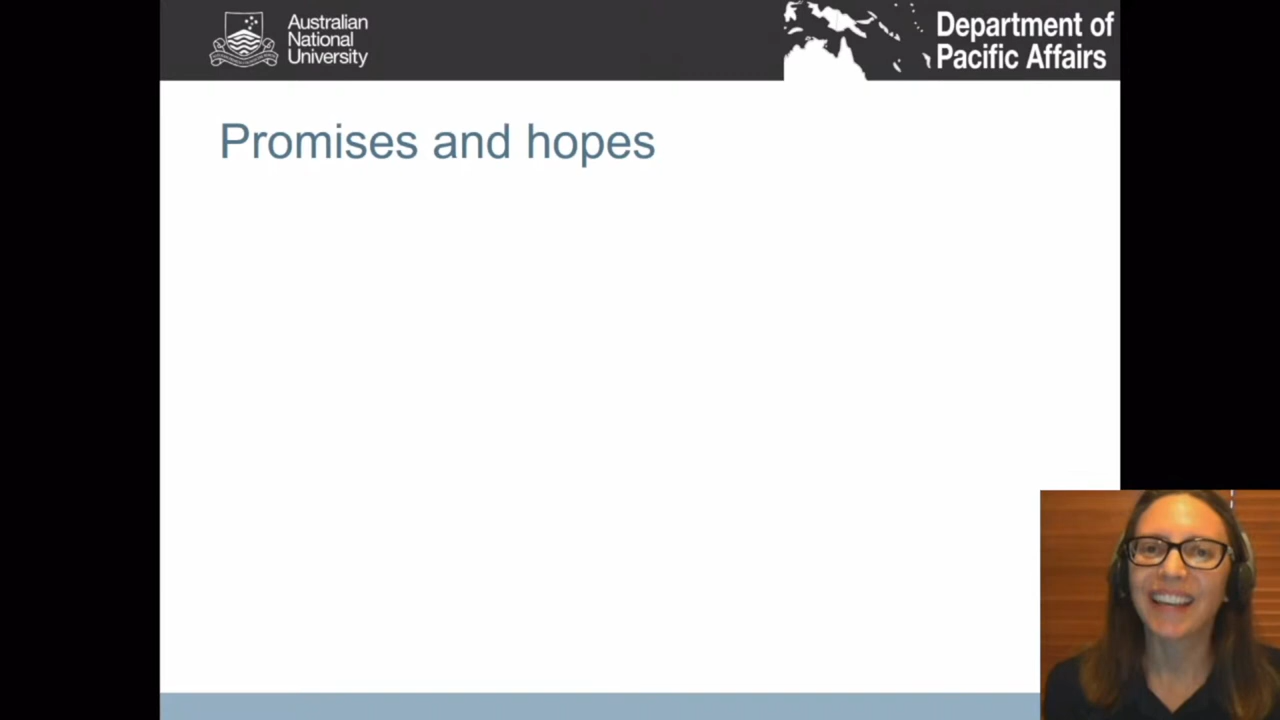 Australian
National
University
Department of
Pacific Affairs
Promises and hopes